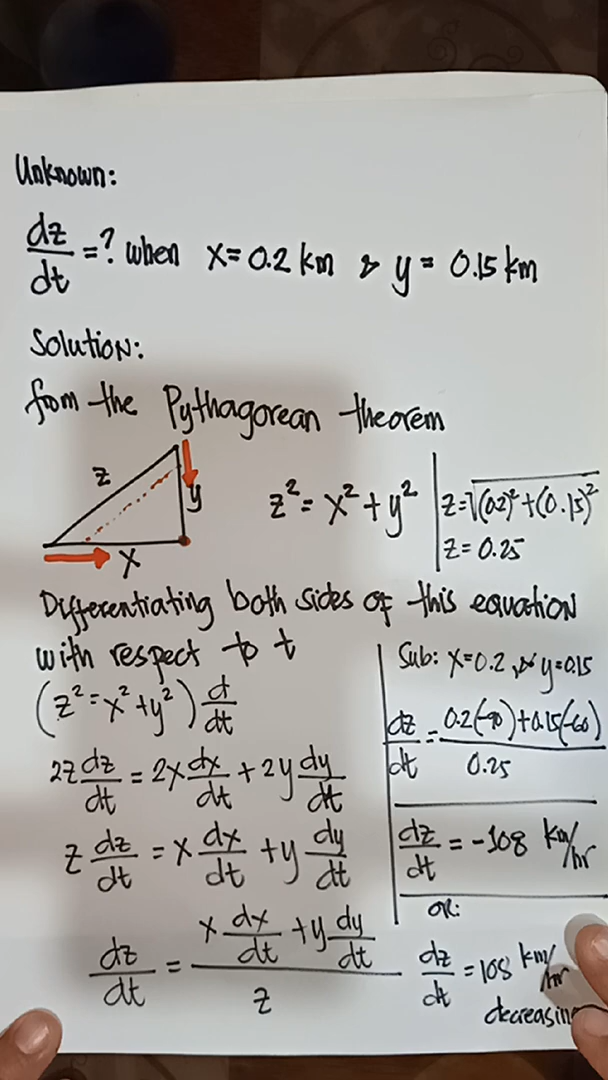 Unknown:
dz/dt = ? when x = 0.2 km & y = 0.15 km
Solution:
from the Pythagorean theorem
z
y
x
z² = x² + y²
z = √(0.2)² + (0.15)²
z = 0.25
Differentiating both sides of this equation
with respect to t
(z² = x² + y²) d/dt
2z dz/dt = 2x dx/dt + 2y dy/dt
z dz/dt = x dx/dt + y dy/dt
dz/dt = x dx/dt + y dy/dt / z
Sub: x=0.2, & y=0.15
dz/dt = 0.2(-90) + 0.15(-60) / 0.25
dz/dt = -108 km/hr
OR:
dz/dt = 108 km/hr
decreasin